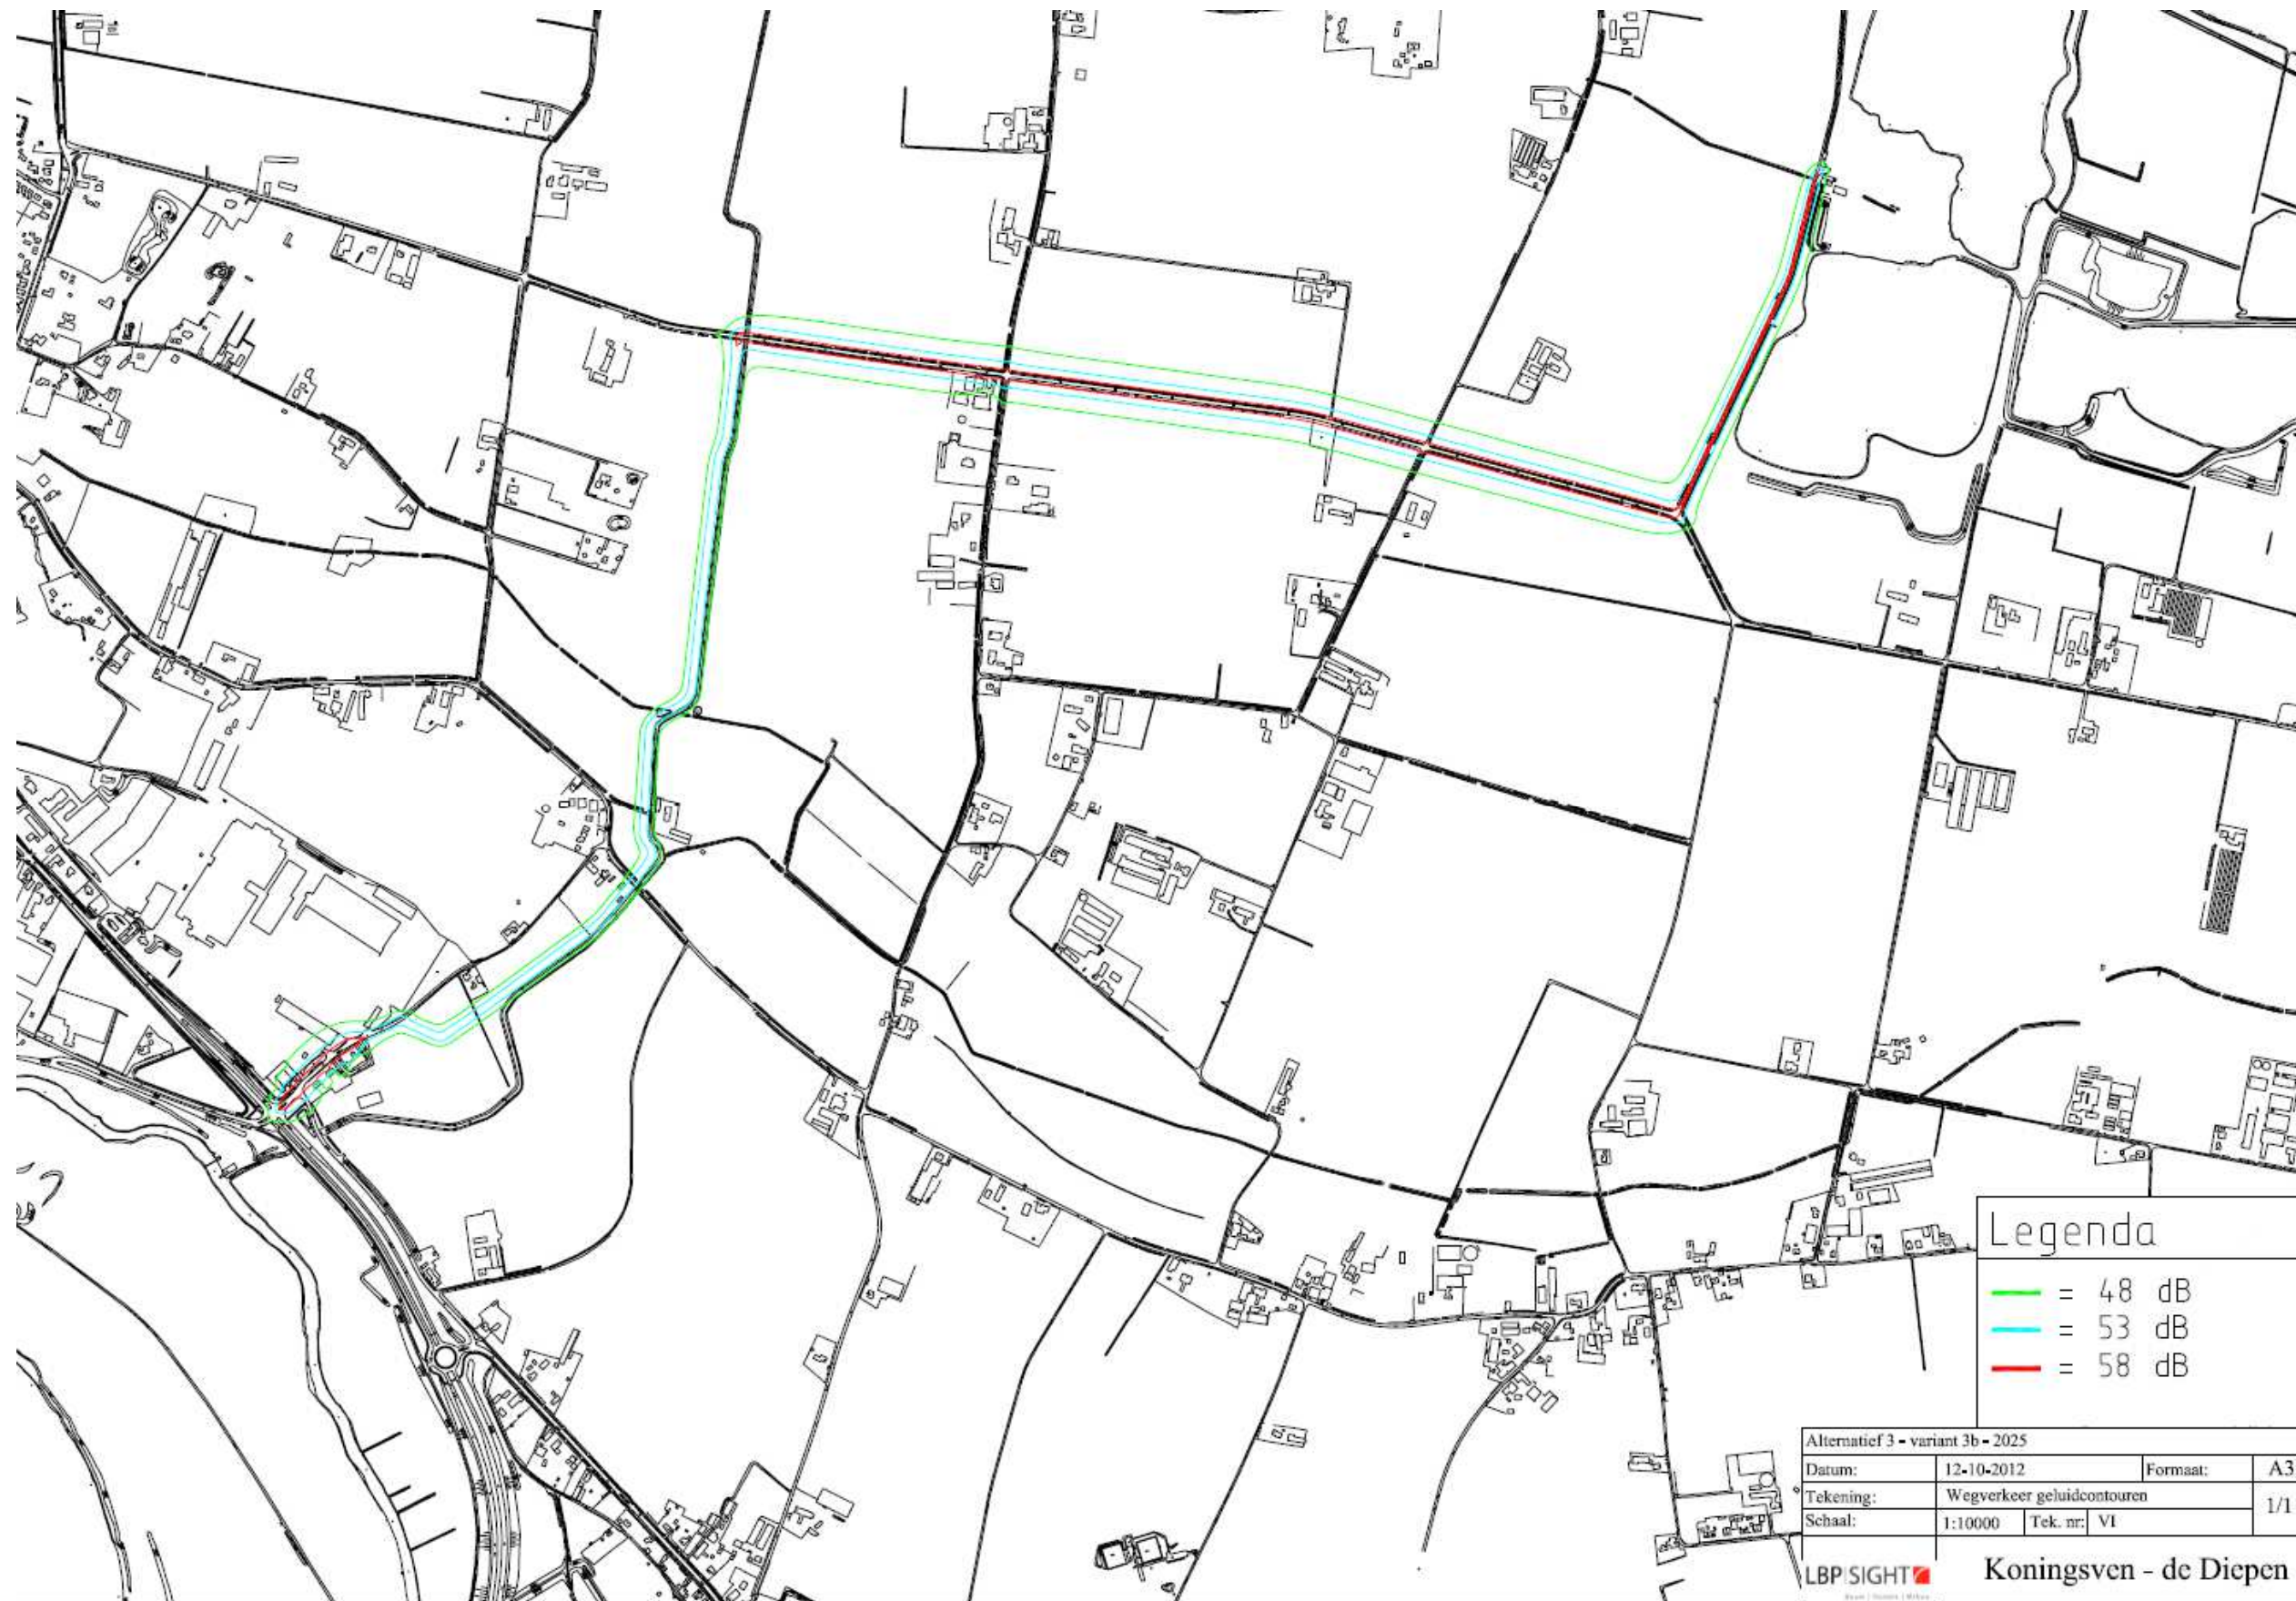 Legenda
= 48 dB
= 53 dB
= 58 dB
Alternatief 3 - variant 3b - 2025
Datum: 12-10-2012 Formaat: A3
Tekening: Wegverkeer geluidcontouren 1/1
Schaal: 1:10000 Tek. nr: VI
LBP|SIGHT
Koningsven - de Diepen